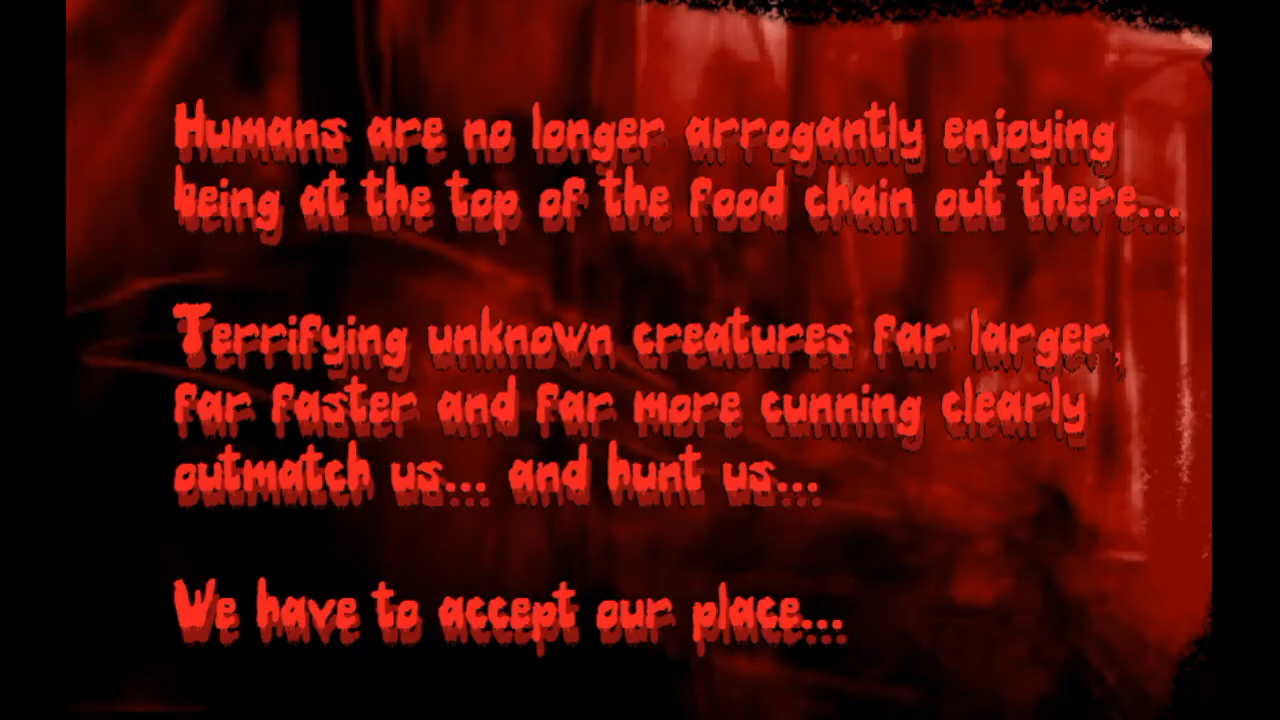 Humans are no longer arrogantly enjoying
being at the top of the food chain out there...
Terrifying unknown creatures far larger,
far faster and far more cunning clearly
outmatch us... and hunt us...
We have to accept our place...